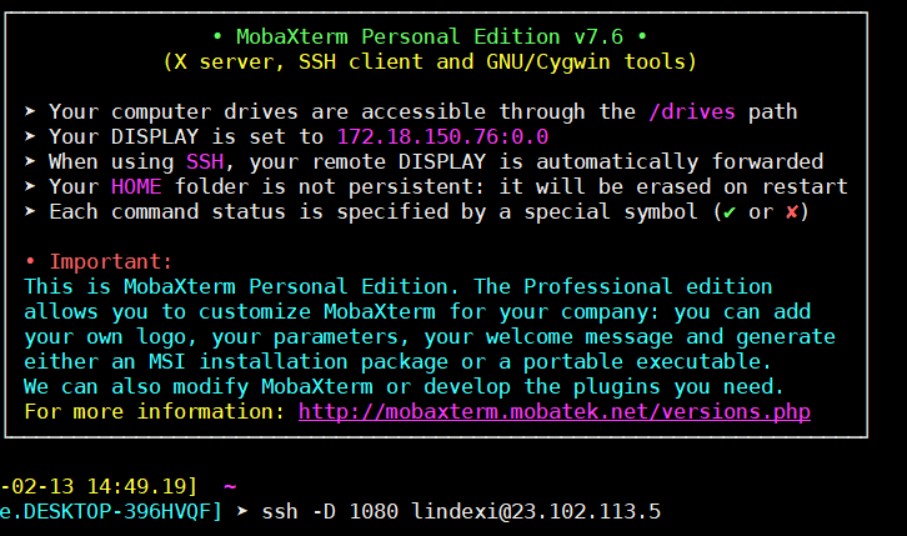 • MobaXterm Personal Edition v7.6 •
(X server, SSH client and GNU/Cygwin tools)
➤ Your computer drives are accessible through the /drives path
➤ Your DISPLAY is set to 172.18.150.76:0.0
➤ When using SSH, your remote DISPLAY is automatically forwarded
➤ Your HOME folder is not persistent: it will be erased on restart
➤ Each command status is specified by a special symbol (✔ or ✘)
• Important:
This is MobaXterm Personal Edition. The Professional edition
allows you to customize MobaXterm for your company: you can add
your own logo, your parameters, your welcome message and generate
either an MSI installation package or a portable executable.
We can also modify MobaXterm or develop the plugins you need.
For more information: http://mobaxterm.mobatek.net/versions.php
-02-13 14:49.19] ~
e.DESKTOP-396HVQF] ➤ ssh -D 1080 lindexi@23.102.113.5